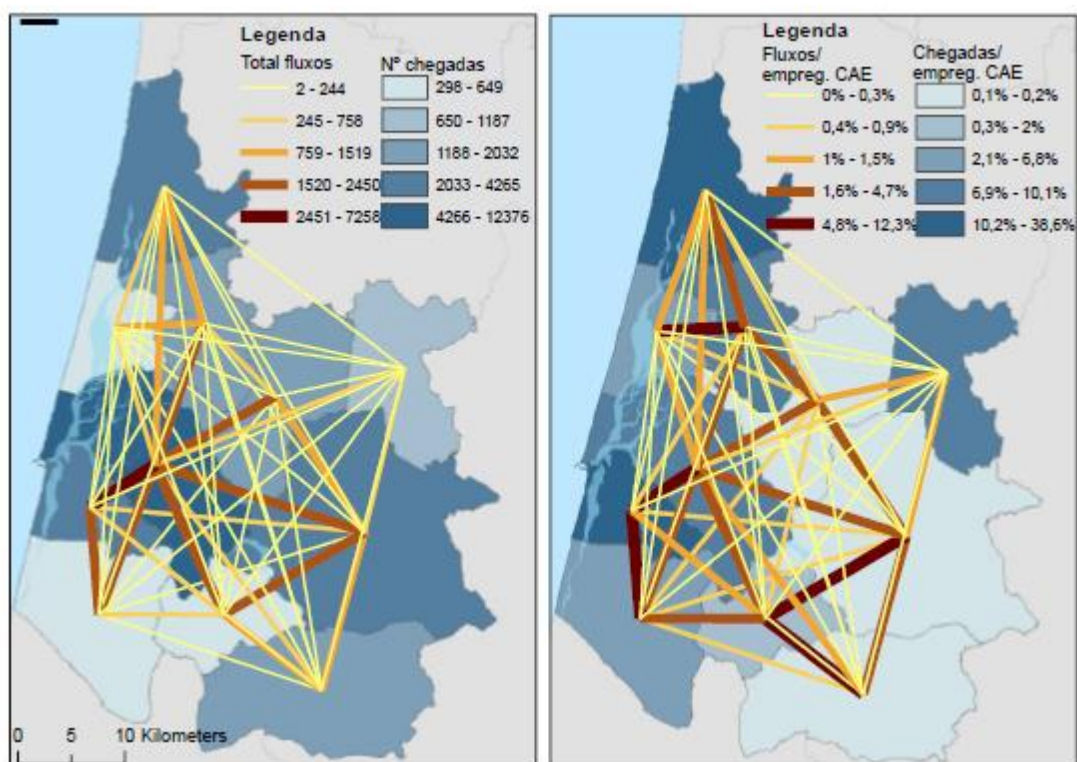 Legenda
Total fluxos
Nº chegadas
2 - 244
298 - 649
245 - 758
650 - 1187
759 - 1519
1188 - 2032
1520 - 2450
2033 - 4265
2451 - 7258
4266 - 12376
0 5 10 Kilometers
Legenda
Fluxos/
empreg. CAE
Chegadas/
empreg. CAE
0% - 0,3%
0,1% - 0,2%
0,4% - 0,9%
0,3% - 2%
1% - 1,5%
2,1% - 6,8%
1,6% - 4,7%
6,9% - 10,1%
4,8% - 12,3%
10,2% - 38,6%